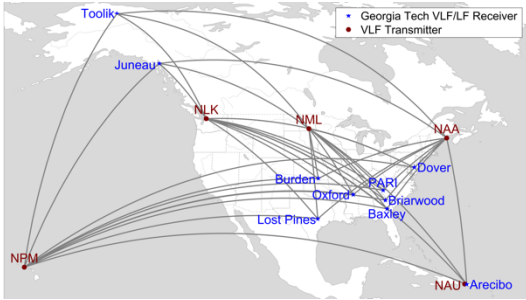 Toolik
Georgia Tech VLF/LF Receiver
VLF Transmitter
Juneau
NLK
NML
NAA
Dover
Burden
PARI
Oxford
Briarwood
Baxley
Lost Pines
NPM
NAU
Arecibo